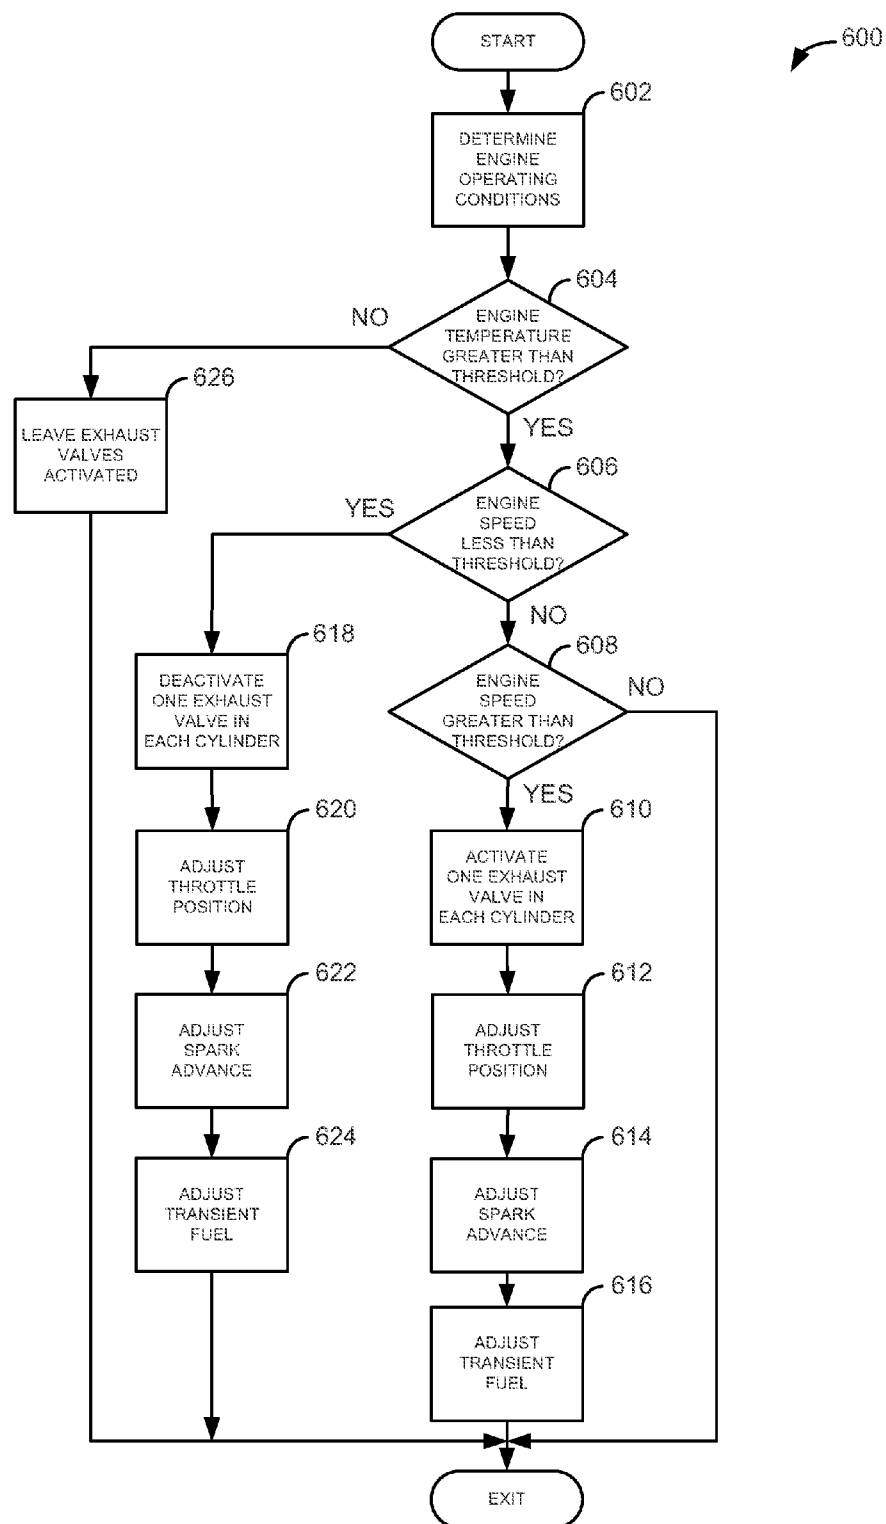 START
600
602
DETERMINE
ENGINE
OPERATING
CONDITIONS
604
ENGINE
TEMPERATURE
GREATER THAN
THRESHOLD?
NO
YES
626
LEAVE EXHAUST
VALVES
ACTIVATED
606
ENGINE
SPEED
LESS THAN
THRESHOLD?
YES
NO
618
DEACTIVATE
ONE EXHAUST
VALVE IN
EACH CYLINDER
608
ENGINE
SPEED
GREATER THAN
THRESHOLD?
NO
YES
620
ADJUST
THROTTLE
POSITION
610
ACTIVATE
ONE EXHAUST
VALVE IN
EACH CYLINDER
622
ADJUST
SPARK
ADVANCE
612
ADJUST
THROTTLE
POSITION
624
ADJUST
TRANSIENT
FUEL
614
ADJUST
SPARK
ADVANCE
616
ADJUST
TRANSIENT
FUEL
EXIT